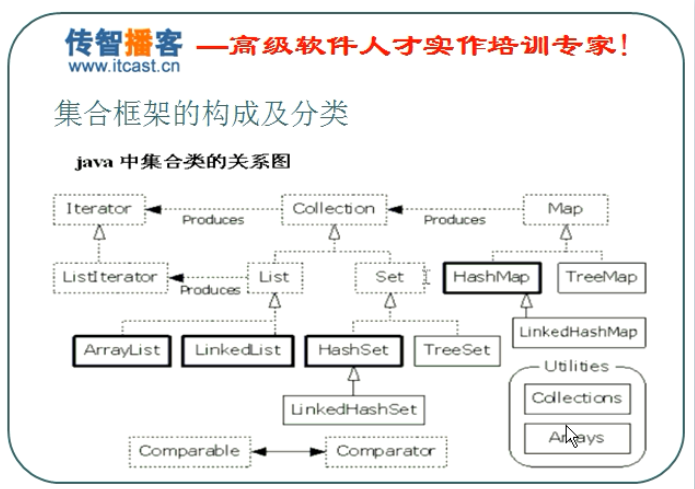 传智播客 —高级软件人才实作培训专家!
www.itcast.cn
集合框架的构成及分类
java 中集合类的关系图
Iterator Produces Collection Produces Map
ListIterator Produces List Set HashMap TreeMap
LinkedHashMap
ArrayList LinkedList HashSet TreeSet
Utilities
Collections
LinkedHashSet
Arrays
Comparable Comparator